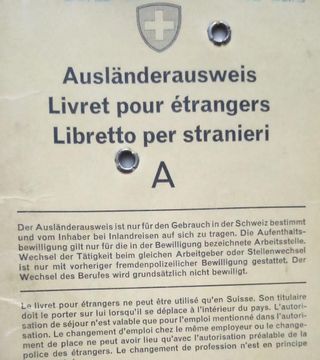 Ausländerausweis
Livret pour étrangers
Libretto per stranieri
A
Der Ausländerausweis ist nur für den Gebrauch in der Schweiz bestimmt
und vom Inhaber bei Inlandreisen auf sich zu tragen. Die Aufenthalts-
bewilligung gilt nur für die in der Bewilligung bezeichnete Arbeitsstelle.
Wechsel der Tätigkeit beim gleichen Arbeitgeber oder Stellenwechsel
ist nur mit vorheriger fremdenpolizeilicher Bewilligung gestattet. Der
Wechsel des Berufes wird grundsätzlich nicht bewilligt.
Le livret pour étrangers ne peut être utilisé qu'en Suisse. Son titulaire
doit le porter sur lui lorsqu'il se déplace à l'intérieur du pays. L'autori-
sation de séjour n'est valable que pour l'emploi mentionné dans l'autori-
sation. Le changement d'emploi chez le même employeur ou le change-
ment de place ne peut avoir lieu qu'avec l'autorisation préalable de la
police des étrangers. Le changement de profession n'est en principe